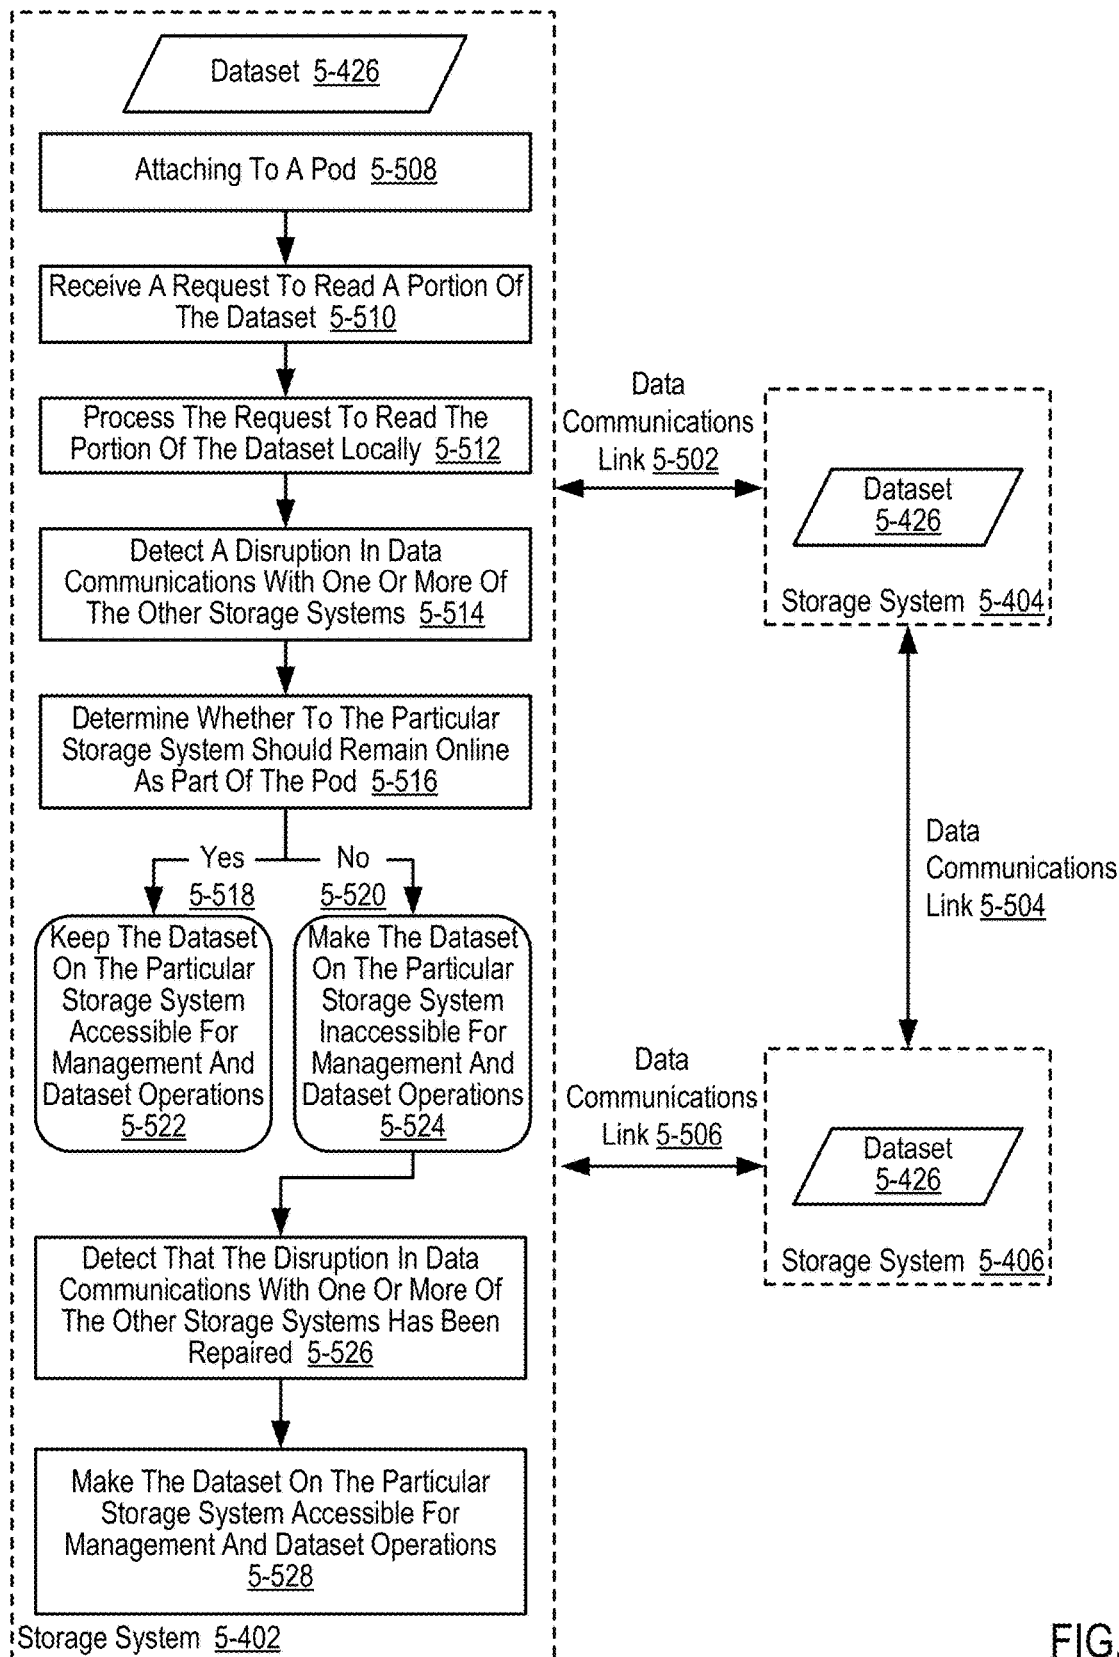 Dataset 5-426
Attaching To A Pod 5-508
Receive A Request To Read A Portion Of
The Dataset 5-510
Process The Request To Read The
Portion Of The Dataset Locally 5-512
Detect A Disruption In Data
Communications With One Or More Of
The Other Storage Systems 5-514
Determine Whether To The Particular
Storage System Should Remain Online
As Part Of The Pod 5-516
Yes
5-518
No
5-520
Keep The Dataset
On The Particular
Storage System
Accessible For
Management And
Dataset Operations
5-522
Make The Dataset
On The Particular
Storage System
Inaccessible For
Management And
Dataset Operations
5-524
Detect That The Disruption In Data
Communications With One Or More Of
The Other Storage Systems Has Been
Repaired 5-526
Make The Dataset On The Particular
Storage System Accessible For
Management And Dataset Operations
5-528
Storage System 5-402
Data
Communications
Link 5-502
Dataset
5-426
Storage System 5-404
Data
Communications
Link 5-504
Data
Communications
Link 5-506
Dataset
5-426
Storage System 5-406
FIG.